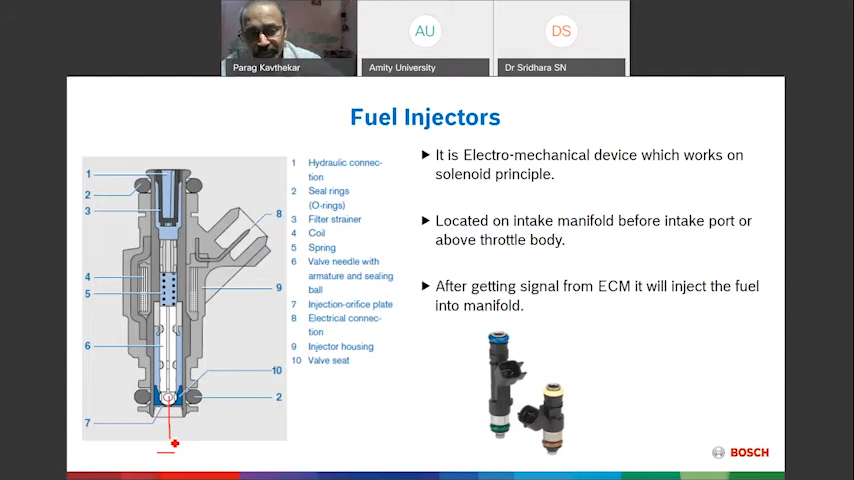 AU
DS
Parag Kavthekar
Amity University
Dr Sridhara SN
Fuel Injectors
1
2
3
4
5
6
7
8
9
10
2
1 Hydraulic connec-
tion
2 Seal rings
(O-rings)
3 Filter strainer
4 Coil
5 Spring
6 Valve needle with
armature and sealing
ball
7 Injection-orifice plate
8 Electrical connec-
tion
9 Injector housing
10 Valve seat
It is Electro-mechanical device which works on
solenoid principle.
Located on intake manifold before intake port or
above throttle body.
After getting signal from ECM it will inject the fuel
into manifold.
BOSCH